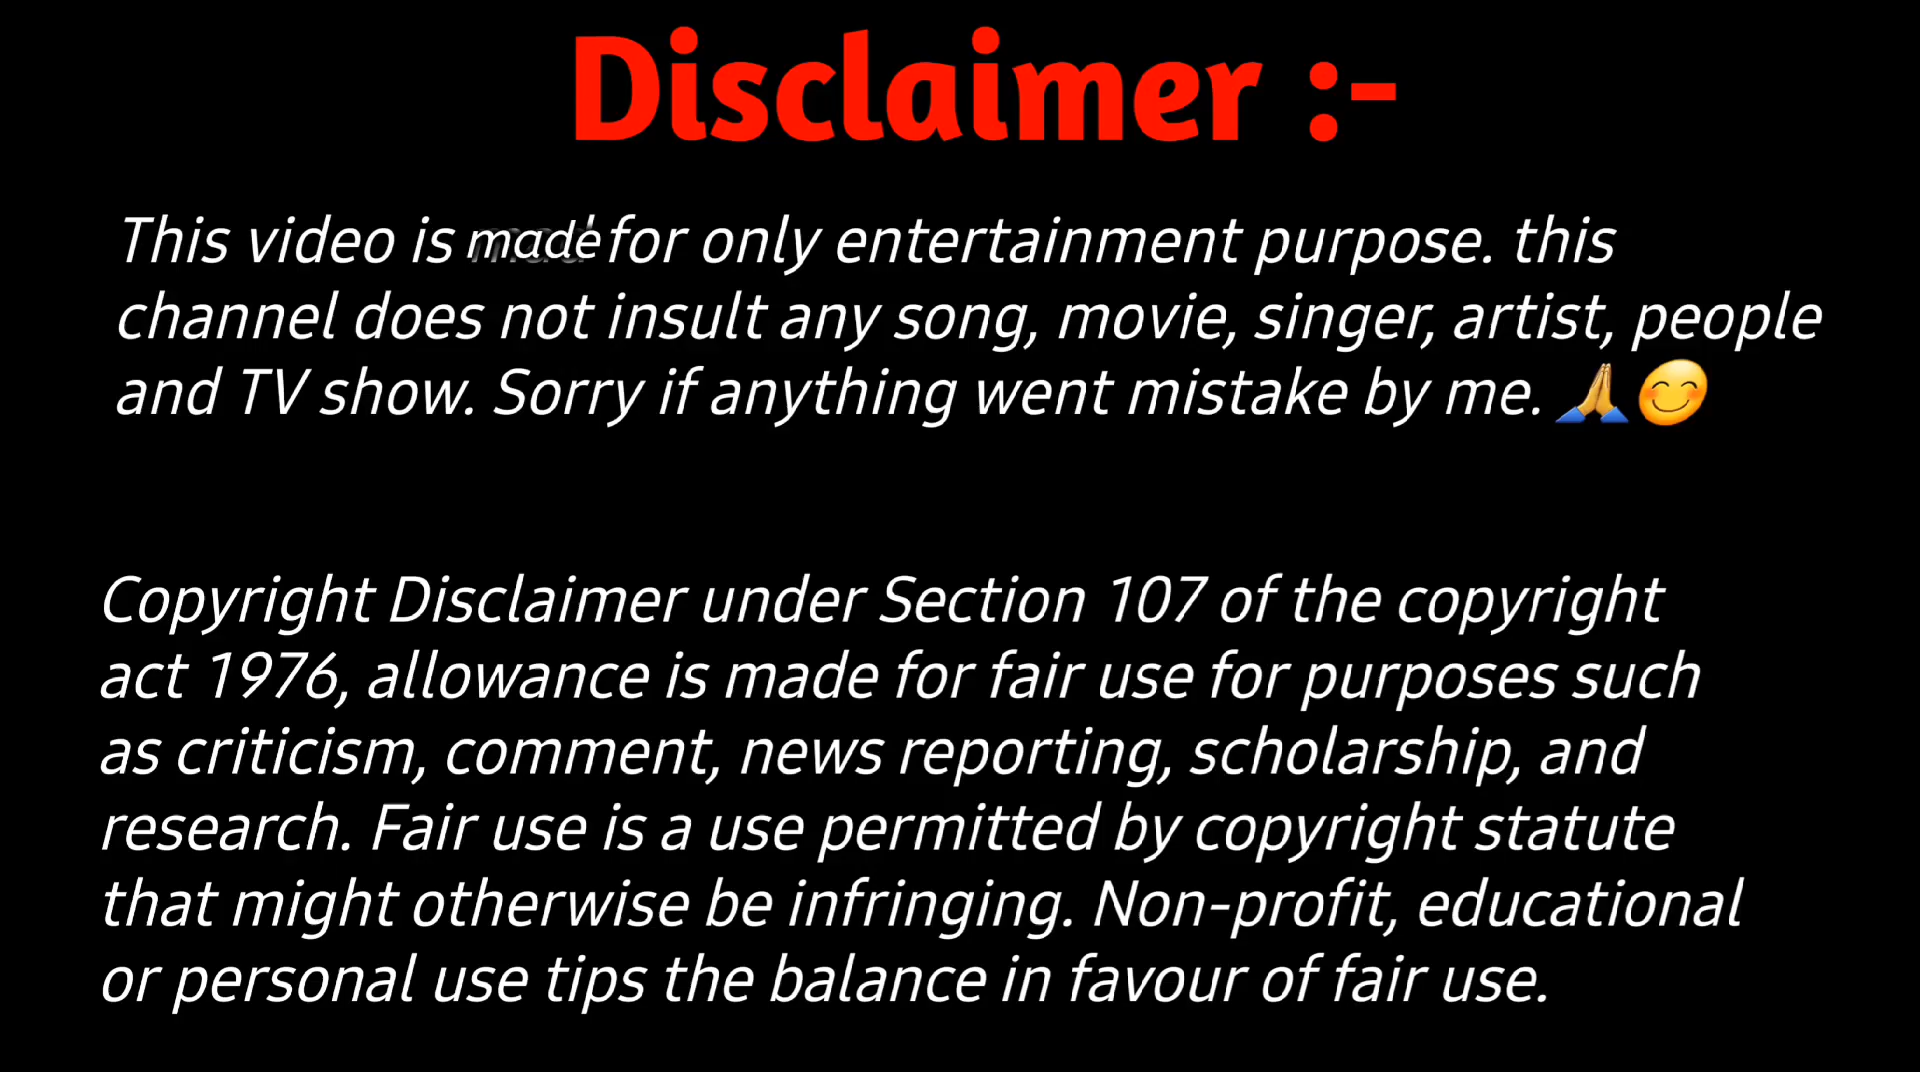 Disclaimer :-
This video is made for only entertainment purpose. this
channel does not insult any song, movie, singer, artist, people
and TV show. Sorry if anything went mistake by me. 🙏😊
Copyright Disclaimer under Section 107 of the copyright
act 1976, allowance is made for fair use for purposes such
as criticism, comment, news reporting, scholarship, and
research. Fair use is a use permitted by copyright statute
that might otherwise be infringing. Non-profit, educational
or personal use tips the balance in favour of fair use.